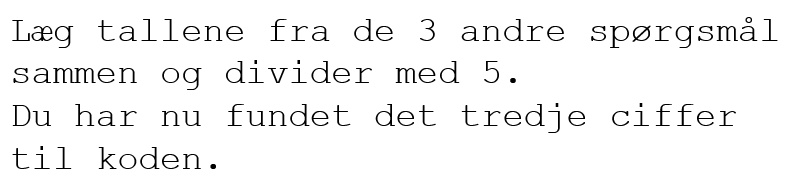 Læg tallene fra de 3 andre spørgsmål
sammen og divider med 5.
Du har nu fundet det tredje ciffer
til koden.